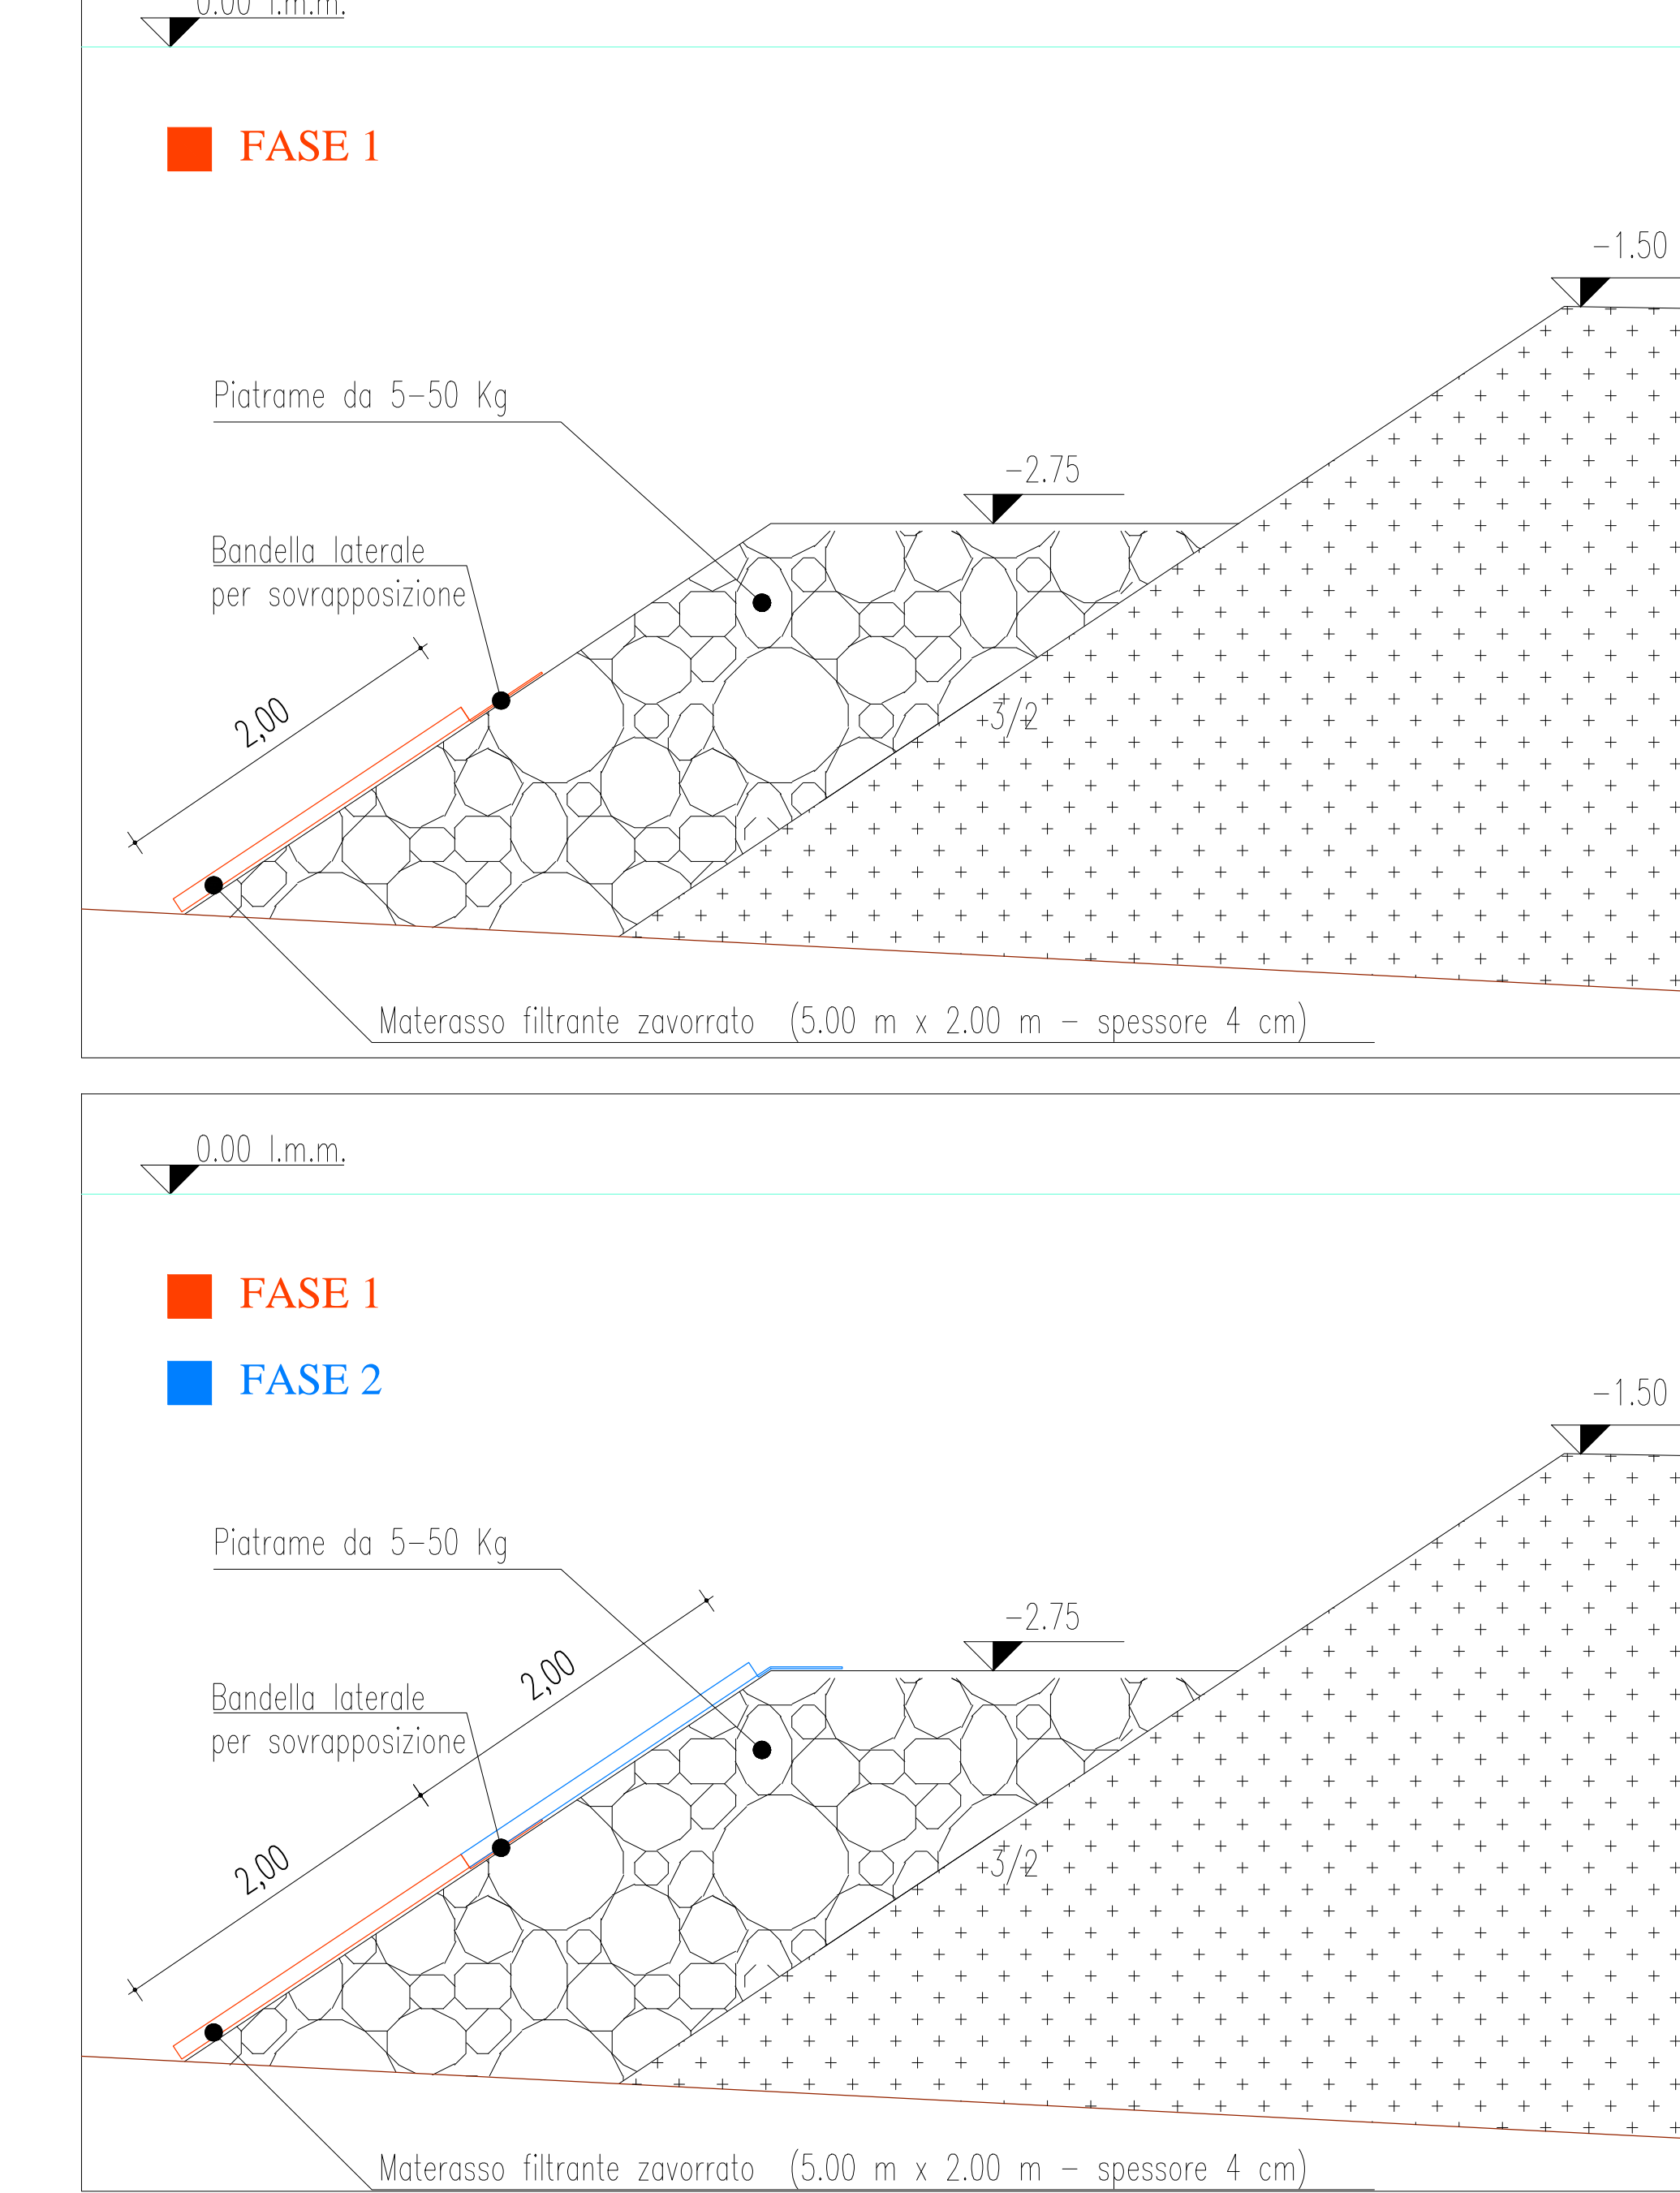 0.00 l.m.m.
FASE 1
-1.50
Piatrame da 5-50 Kg
-2.75
Bandella laterale
per sovrapposizione
2,00
3/2
Materasso filtrante zavorrato (5.00 m x 2.00 m - spessore 4 cm)
0.00 l.m.m.
FASE 1
FASE 2
-1.50
Piatrame da 5-50 Kg
-2.75
2,00
Bandella laterale
per sovrapposizione
2,00
3/2
Materasso filtrante zavorrato (5.00 m x 2.00 m - spessore 4 cm)